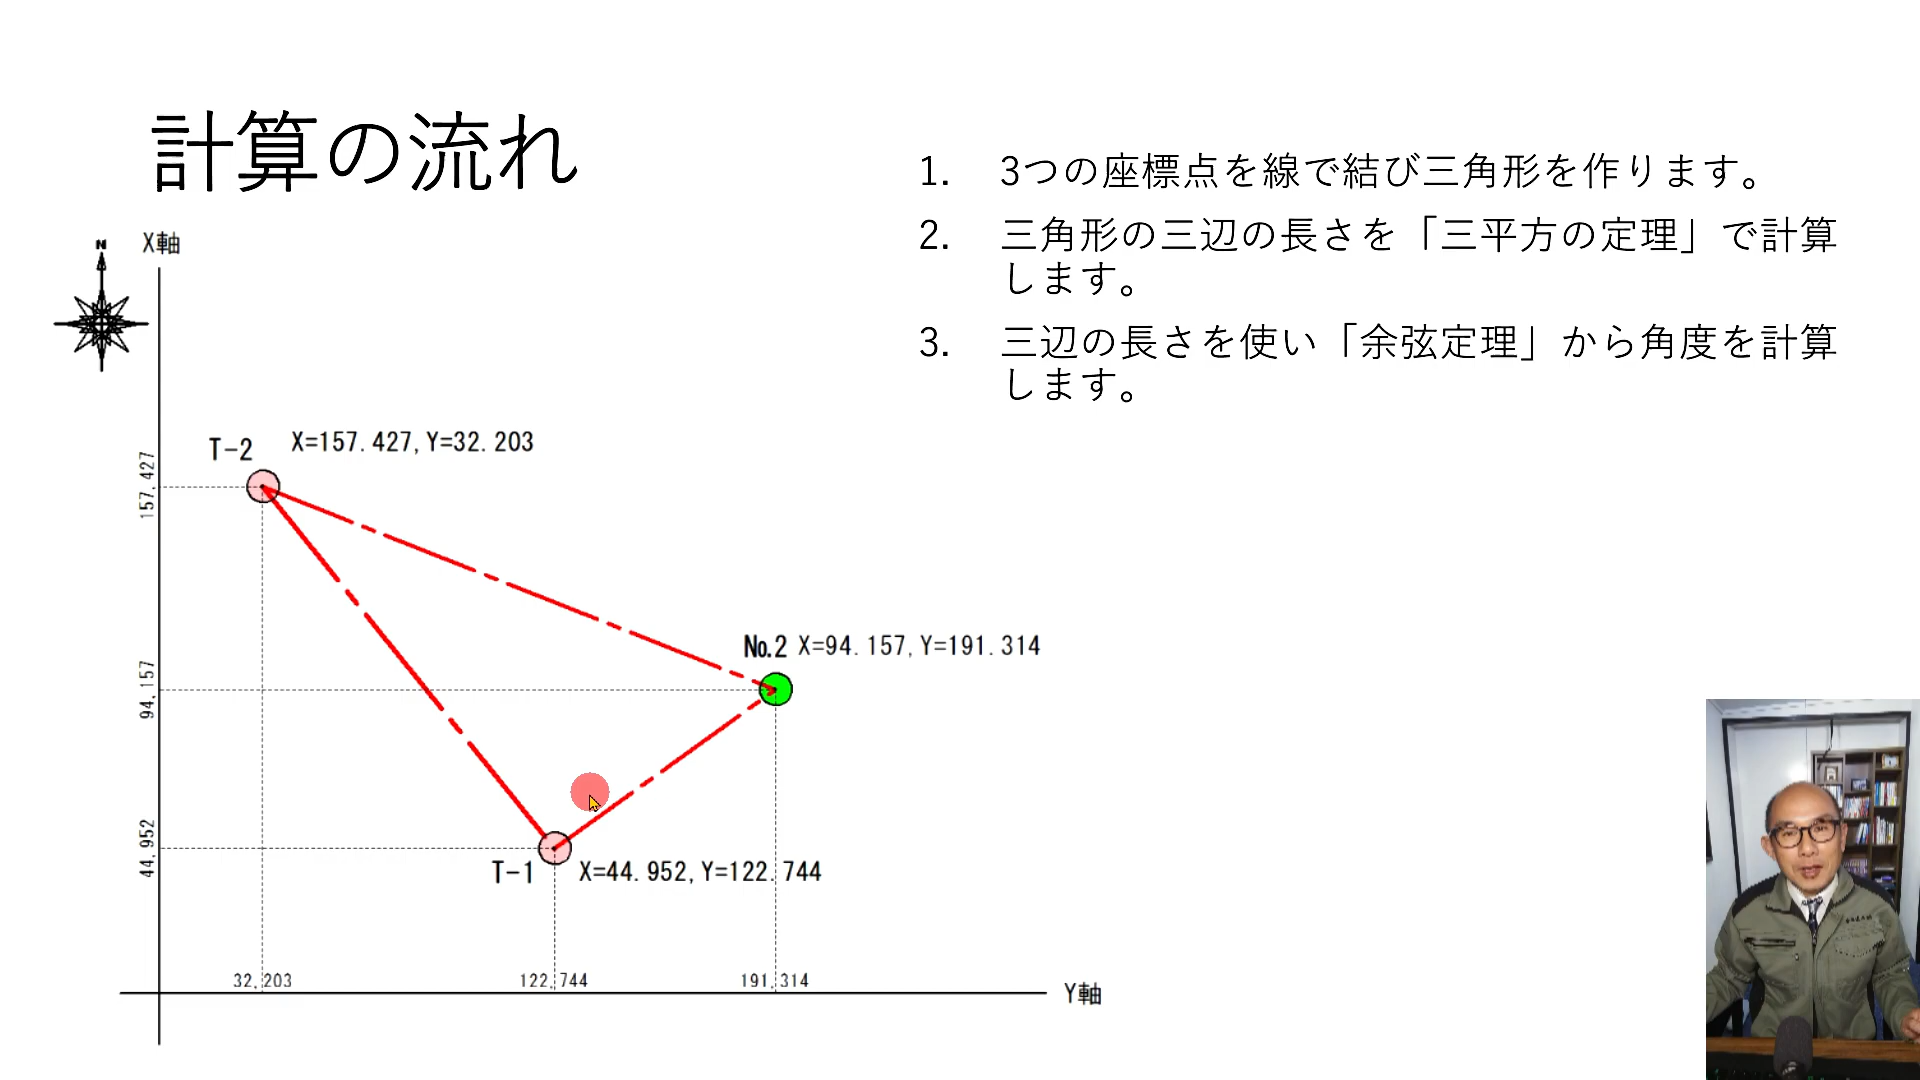 計算の流れ
1. 3つの座標点を線で結び三角形を作ります。
2. 三角形の三辺の長さを「三平方の定理」で計算
します。
3. 三辺の長さを使い「余弦定理」から角度を計算
します。
N
X軸
T-2 X=157.427,Y=32.203
157.427
No.2 X=94.157,Y=191.314
94.157
44.952
T-1 X=44.952,Y=122.744
32.203 122.744 191.314
Y軸